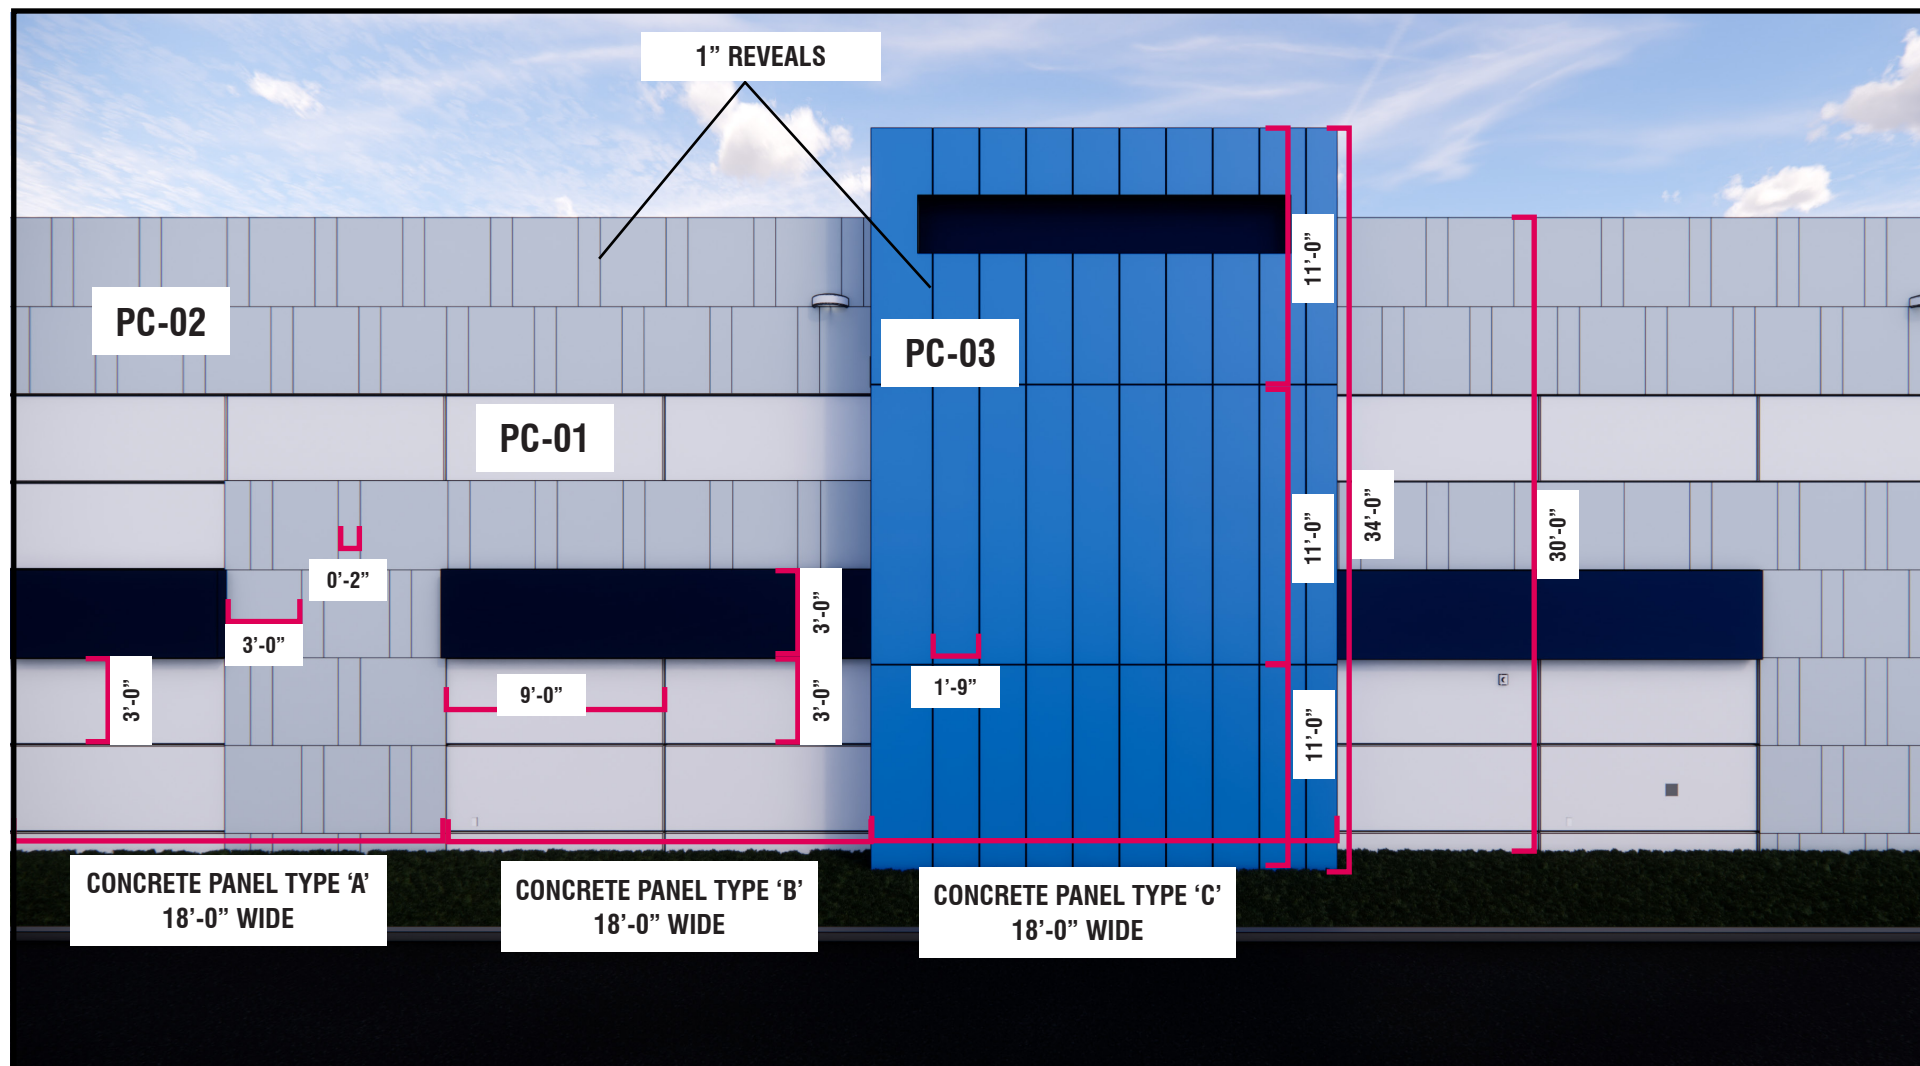 1” REVEALS
PC-02
PC-03
PC-01
11’-0”
11’-0”
11’-0”
34’-0”
30’-0”
0’-2”
3’-0”
3’-0”
3’-0”
3’-0”
9’-0”
1’-9”
CONCRETE PANEL TYPE ‘A’
18’-0” WIDE
CONCRETE PANEL TYPE ‘B’
18’-0” WIDE
CONCRETE PANEL TYPE ‘C’
18’-0” WIDE